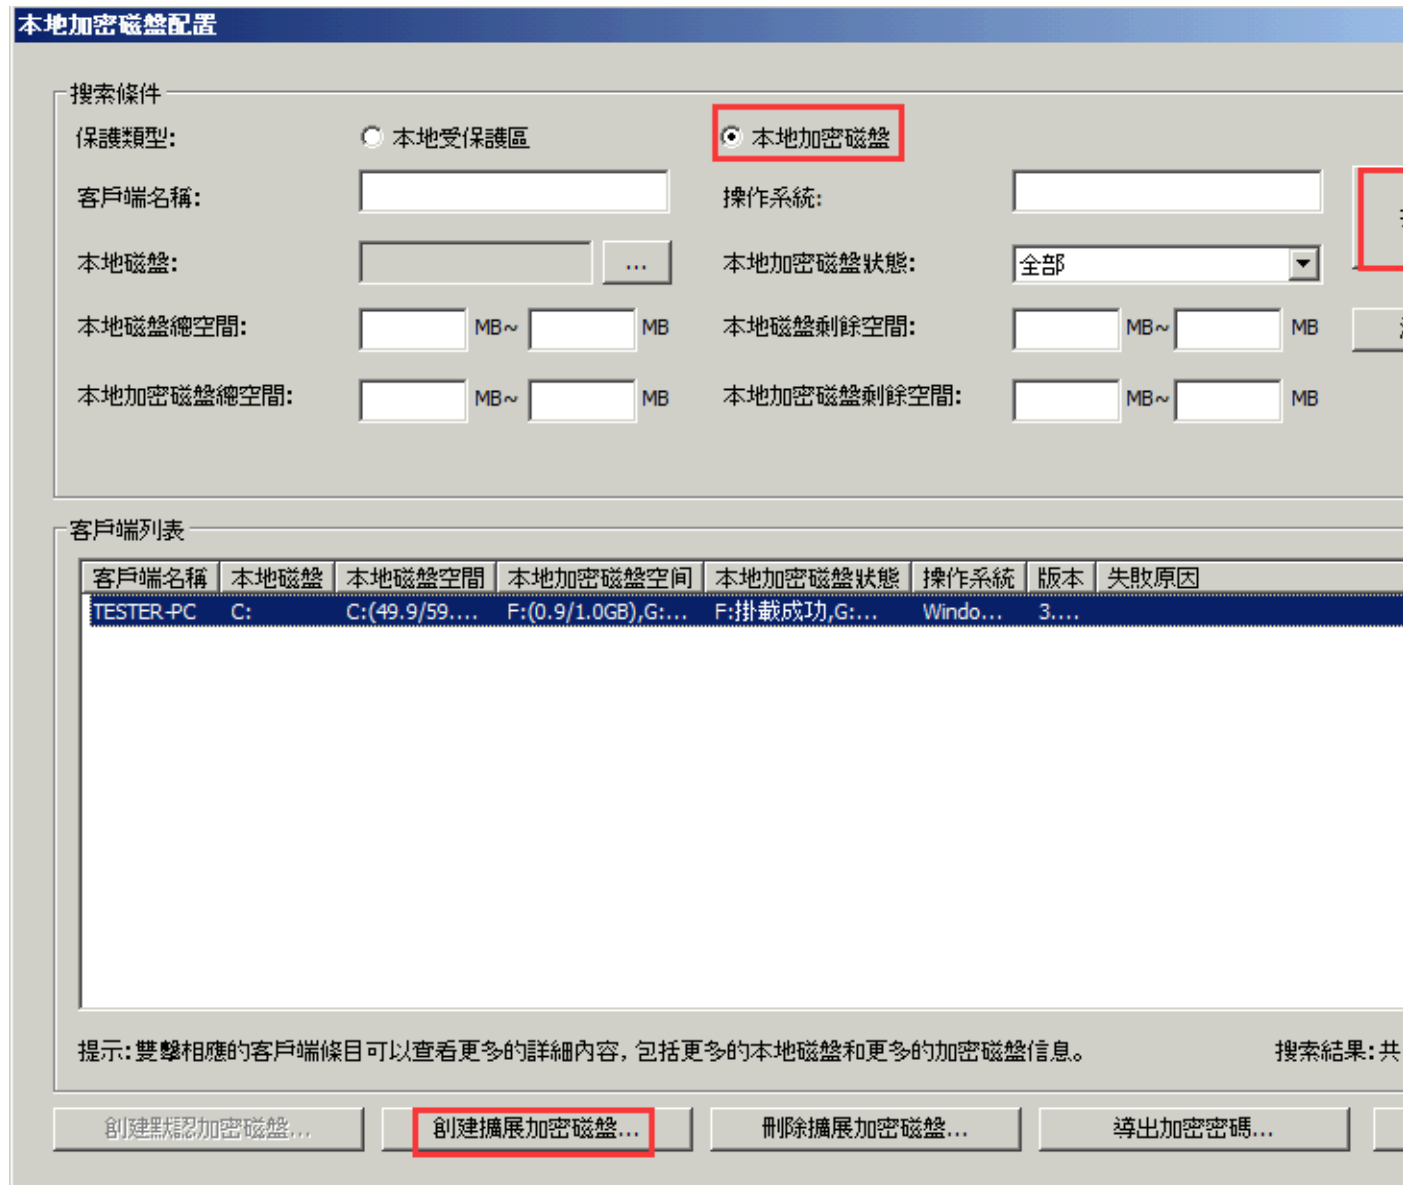 本地加密磁盤配置
搜索條件
保護類型: 本地受保護區 本地加密磁盤
客戶端名稱: 操作系統:
本地磁盤: ... 本地加密磁盤狀態: 全部
本地磁盤總空間: MB~ MB 本地磁盤剩餘空間: MB~ MB
本地加密磁盤總空間: MB~ MB 本地加密磁盤剩餘空間: MB~ MB
客戶端列表
客戶端名稱 本地磁盤 本地磁盤空間 本地加密磁盤空间 本地加密磁盤狀態 操作系統 版本 失敗原因
TESTER-PC C: C:(49.9/59.... F:(0.9/1.0GB),G:... F:掛載成功,G:... Windo... 3....
提示:雙擊相應的客戶端條目可以查看更多的詳細內容,包括更多的本地磁盤和更多的加密磁盤信息。 搜索結果:共
創建默認加密磁盤... 創建擴展加密磁盤... 刪除擴展加密磁盤... 導出加密密碼...